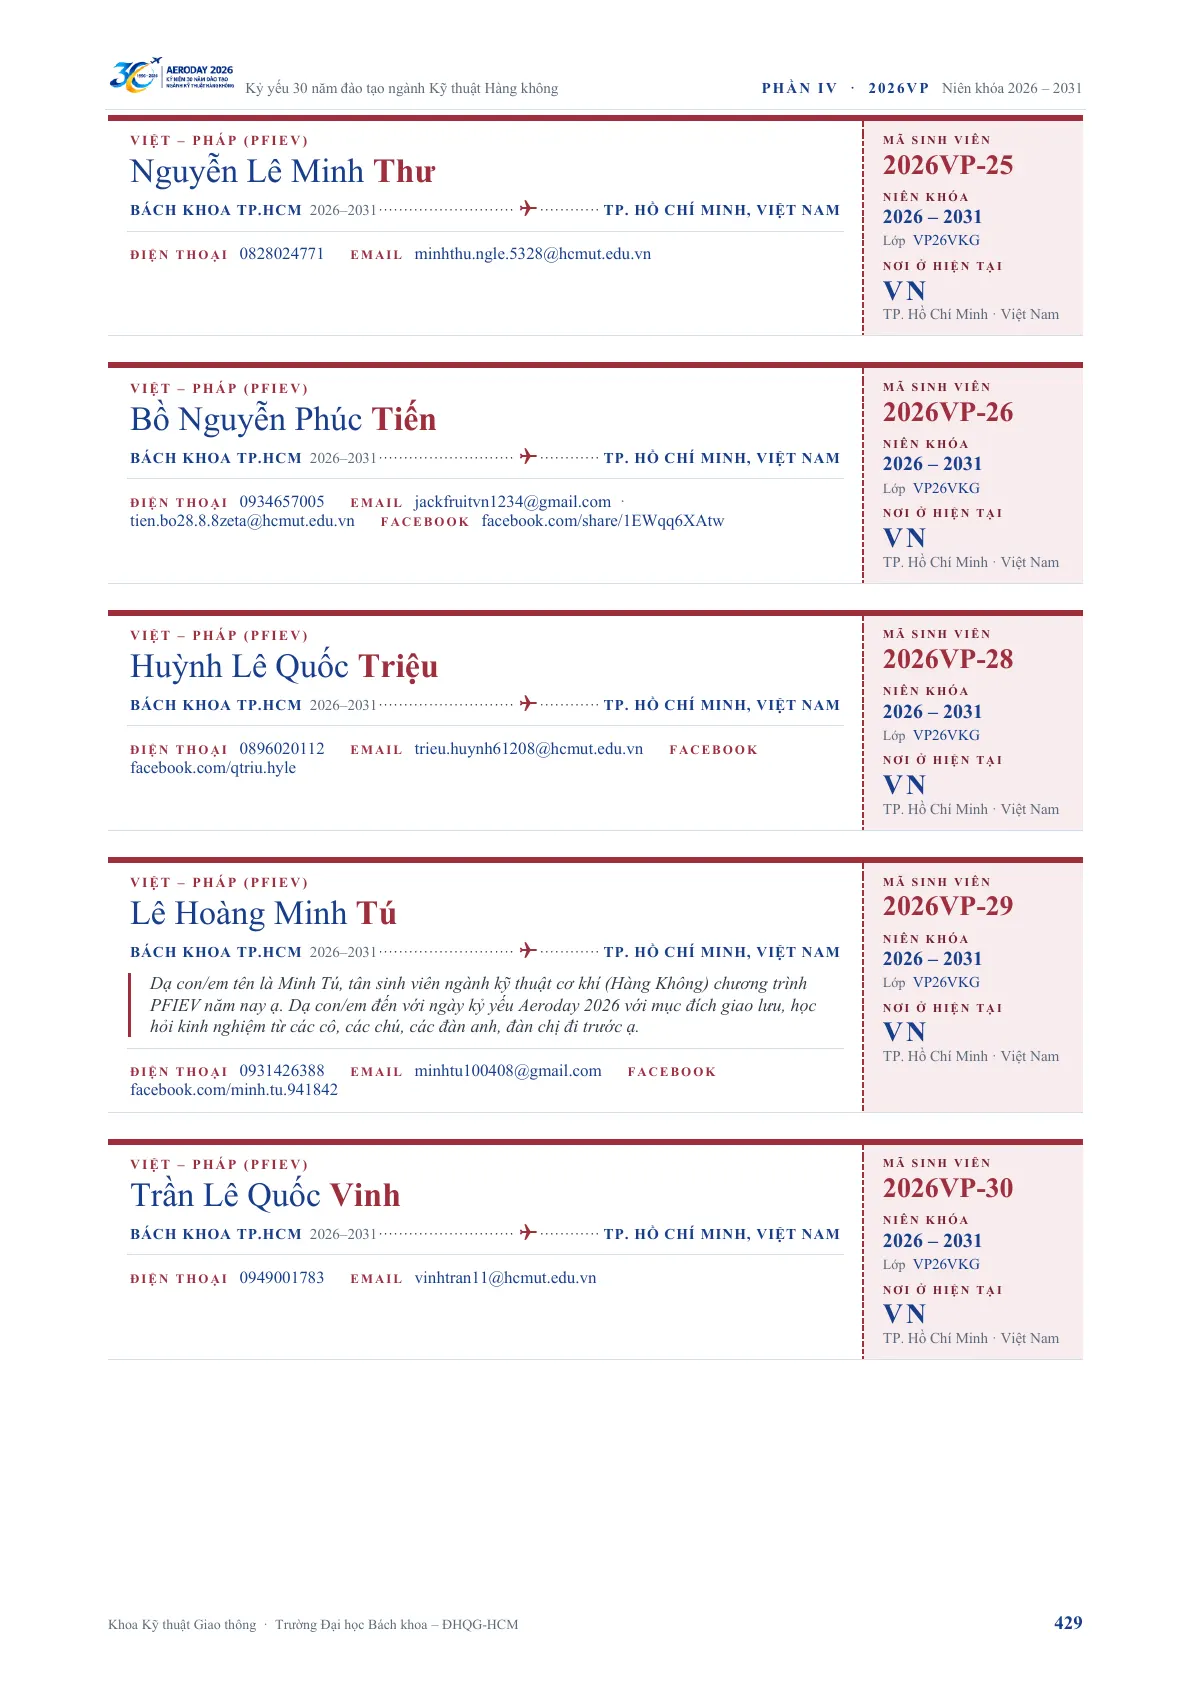 AERODAY 2026
1996 - 2026
KỶ NIỆM 30 NĂM ĐÀO TẠO
NGÀNH KỸ THUẬT HÀNG KHÔNG
Kỷ yếu 30 năm đào tạo ngành Kỹ thuật Hàng không
PHẦN IV · 2026VP Niên khóa 2026 – 2031
VIỆT – PHÁP (PFIEV)
Nguyễn Lê Minh Thư
BÁCH KHOA TP.HCM 2026–2031 TP. HỒ CHÍ MINH, VIỆT NAM
ĐIỆN THOẠI 0828024771 EMAIL minhthu.ngle.5328@hcmut.edu.vn
MÃ SINH VIÊN
2026VP-25
NIÊN KHÓA
2026 – 2031
Lớp VP26VKG
NƠI Ở HIỆN TẠI
VN
TP. Hồ Chí Minh · Việt Nam
VIỆT – PHÁP (PFIEV)
Bồ Nguyễn Phúc Tiến
BÁCH KHOA TP.HCM 2026–2031 TP. HỒ CHÍ MINH, VIỆT NAM
ĐIỆN THOẠI 0934657005 EMAIL jackfruitvn1234@gmail.com ·
tien.bo28.8.8zeta@hcmut.edu.vn FACEBOOK facebook.com/share/1EWqq6XAtw
MÃ SINH VIÊN
2026VP-26
NIÊN KHÓA
2026 – 2031
Lớp VP26VKG
NƠI Ở HIỆN TẠI
VN
TP. Hồ Chí Minh · Việt Nam
VIỆT – PHÁP (PFIEV)
Huỳnh Lê Quốc Triệu
BÁCH KHOA TP.HCM 2026–2031 TP. HỒ CHÍ MINH, VIỆT NAM
ĐIỆN THOẠI 0896020112 EMAIL trieu.huynh61208@hcmut.edu.vn FACEBOOK
facebook.com/qtriu.hyle
MÃ SINH VIÊN
2026VP-28
NIÊN KHÓA
2026 – 2031
Lớp VP26VKG
NƠI Ở HIỆN TẠI
VN
TP. Hồ Chí Minh · Việt Nam
VIỆT – PHÁP (PFIEV)
Lê Hoàng Minh Tú
BÁCH KHOA TP.HCM 2026–2031 TP. HỒ CHÍ MINH, VIỆT NAM
Dạ con/em tên là Minh Tú, tân sinh viên ngành kỹ thuật cơ khí (Hàng Không) chương trình
PFIEV năm nay ạ. Dạ con/em đến với ngày kỷ yếu Aeroday 2026 với mục đích giao lưu, học
hỏi kinh nghiệm từ các cô, các chú, các đàn anh, đàn chị đi trước ạ.
ĐIỆN THOẠI 0931426388 EMAIL minhtu100408@gmail.com FACEBOOK
facebook.com/minh.tu.941842
MÃ SINH VIÊN
2026VP-29
NIÊN KHÓA
2026 – 2031
Lớp VP26VKG
NƠI Ở HIỆN TẠI
VN
TP. Hồ Chí Minh · Việt Nam
VIỆT – PHÁP (PFIEV)
Trần Lê Quốc Vinh
BÁCH KHOA TP.HCM 2026–2031 TP. HỒ CHÍ MINH, VIỆT NAM
ĐIỆN THOẠI 0949001783 EMAIL vinhtran11@hcmut.edu.vn
MÃ SINH VIÊN
2026VP-30
NIÊN KHÓA
2026 – 2031
Lớp VP26VKG
NƠI Ở HIỆN TẠI
VN
TP. Hồ Chí Minh · Việt Nam
Khoa Kỹ thuật Giao thông · Trường Đại học Bách khoa – ĐHQG-HCM
429